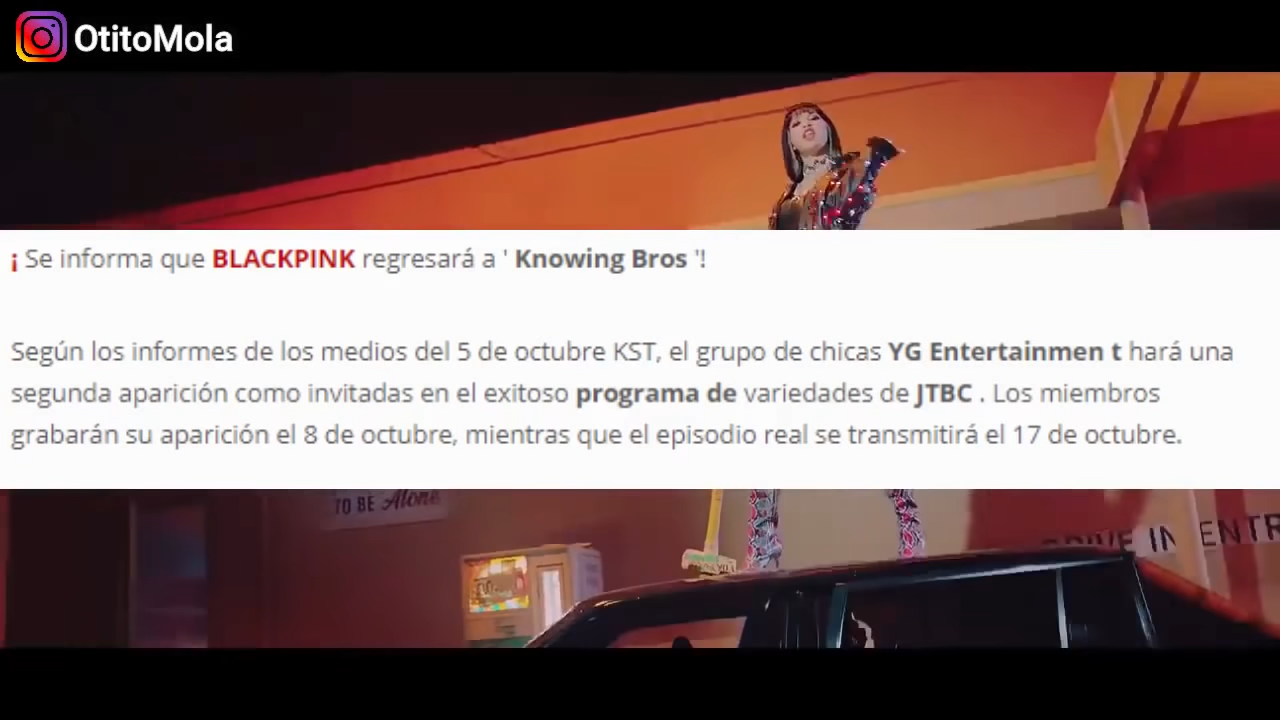 OtitoMola
¡ Se informa que BLACKPINK regresará a ' Knowing Bros '!
Según los informes de los medios del 5 de octubre KST, el grupo de chicas YG Entertainmen t hará una
segunda aparición como invitadas en el exitoso programa de variedades de JTBC . Los miembros
grabarán su aparición el 8 de octubre, mientras que el episodio real se transmitirá el 17 de octubre.
TO BE Alone
DRIVE IN ENTR